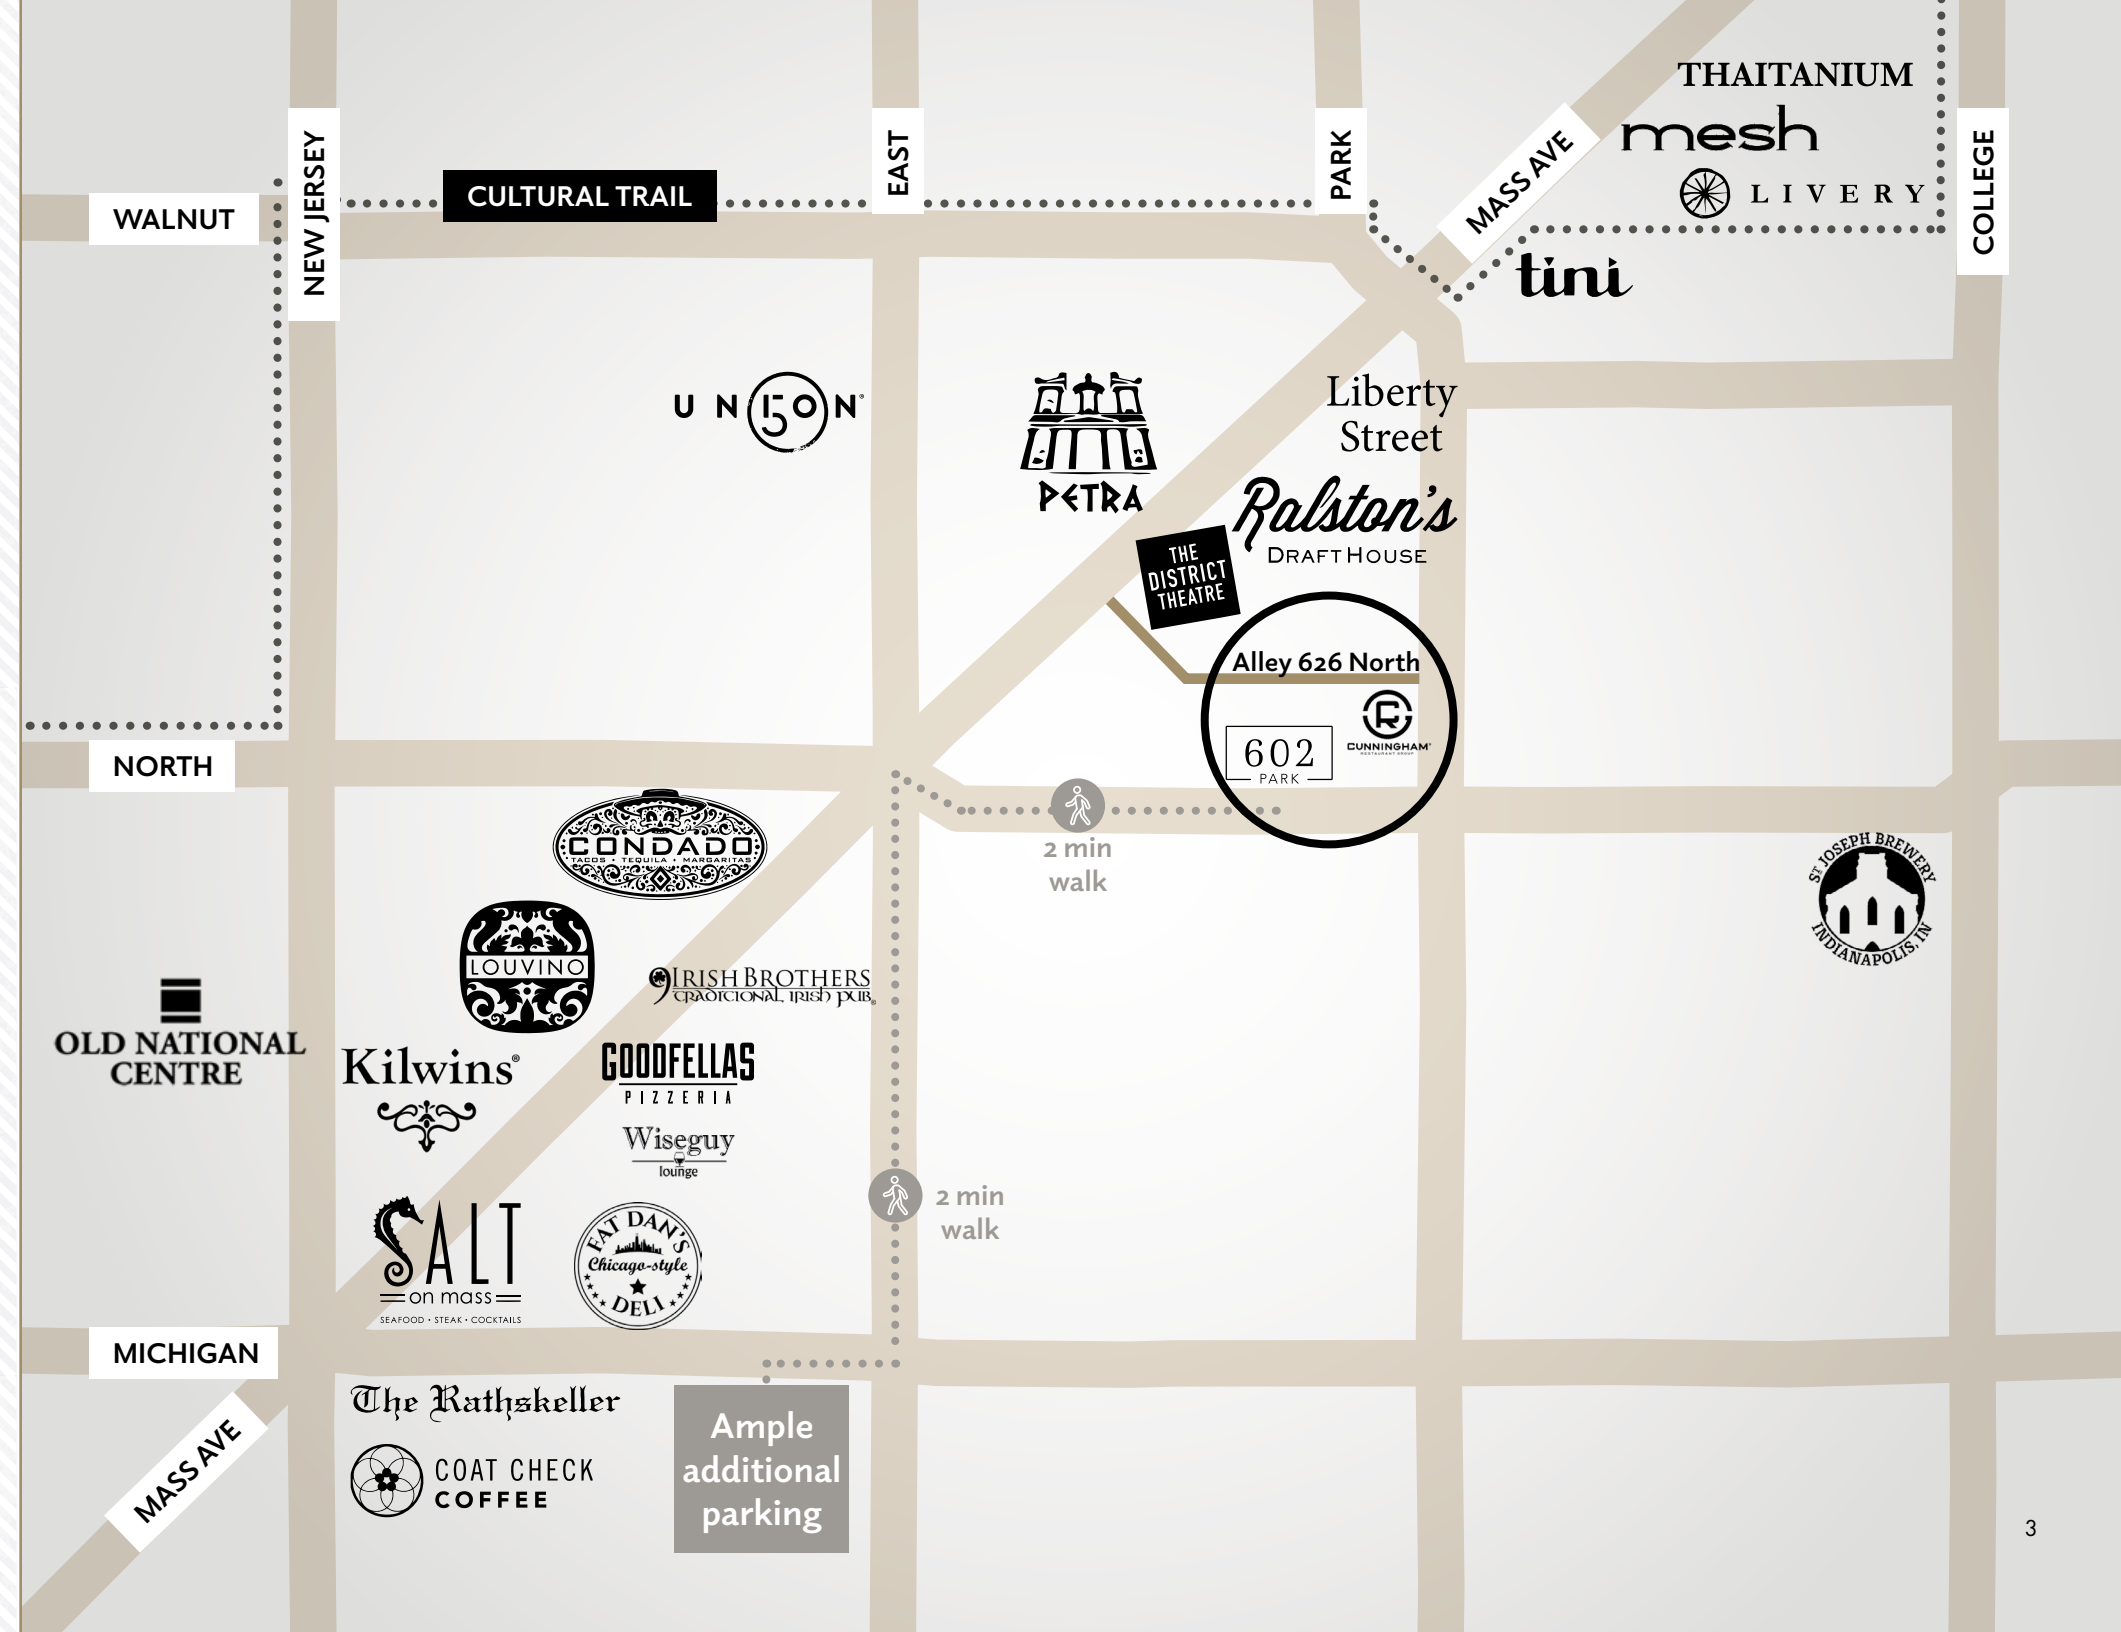 THAITANIUM
mesh
LIVERY
NEW JERSEY
EAST
PARK
MASS AVE
COLLEGE
CULTURAL TRAIL
WALNUT
tini
UN15ON®
PETRA
Liberty
Street
Ralston's
DRAFT HOUSE
THE
DISTRICT
THEATRE
Alley 626 North
CUNNINGHAM®
RESTAURANT GROUP
602
PARK
NORTH
2 min
walk
CONDADO
TACOS • TEQUILA • MARGARITAS
ST. JOSEPH BREWERY
INDIANAPOLIS, IN
LOUVINO
9 IRISH BROTHERS
TRADITIONAL IRISH PUB®
OLD NATIONAL
CENTRE
Kilwins®
GOODFELLAS
PIZZERIA
Wiseguy
lounge
2 min
walk
SALT
on mass
SEAFOOD • STEAK • COCKTAILS
FAT DAN'S
Chicago-style
DELI
MICHIGAN
The Rathskeller
MASS AVE
COAT CHECK
COFFEE
Ample
additional
parking
3